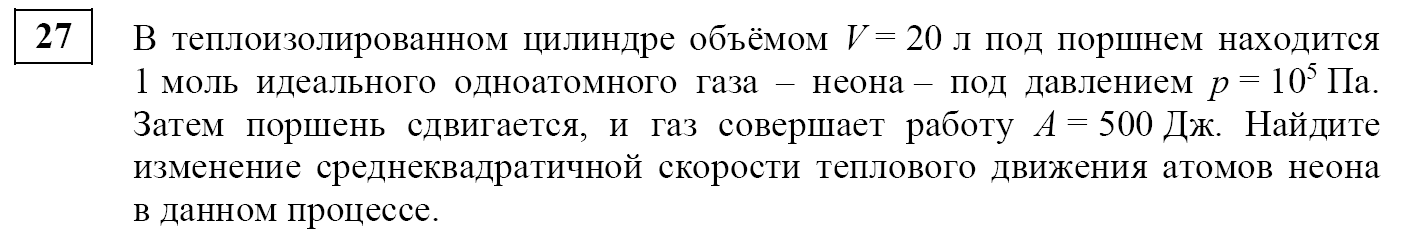 27
В теплоизолированном цилиндре объёмом V = 20 л под поршнем находится
1 моль идеального одноатомного газа – неона – под давлением p = 10⁵ Па.
Затем поршень сдвигается, и газ совершает работу A = 500 Дж. Найдите
изменение среднеквадратичной скорости теплового движения атомов неона
в данном процессе.